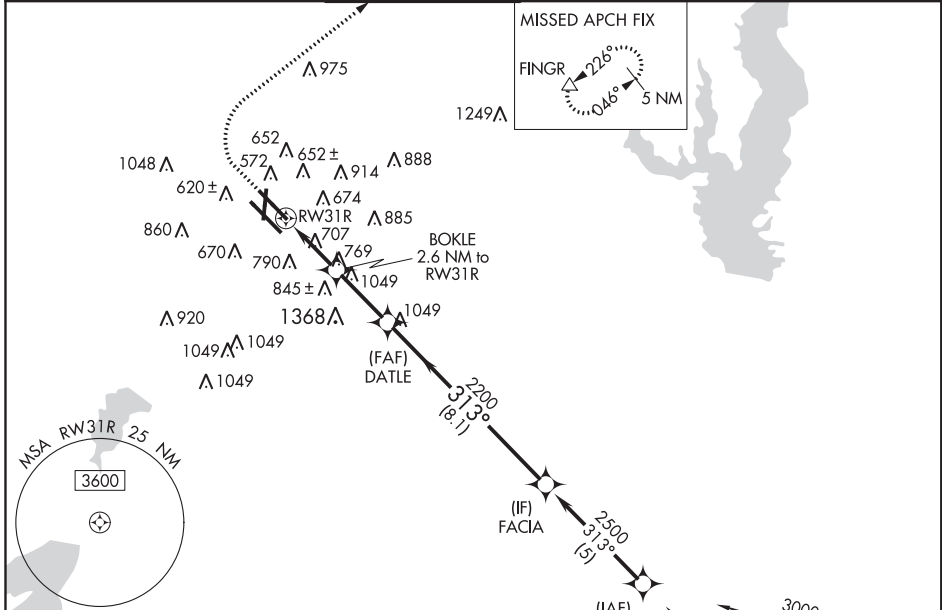 MISSED APCH FIX
FINGR
226°
046°
5 NM
975
1249
652
652±
572
914
888
1048
620±
674
RW31R
885
860
707
670
769
790
BOKLE
2.6 NM to
RW31R
1049
845±
920
1368
1049
1049
1049
1049
(FAF)
DATLE
2200
313°
(8.1)
MSA RW31R 25 NM
3600
(IF)
FACIA
2500
313°
(5)
(IAF)
3000